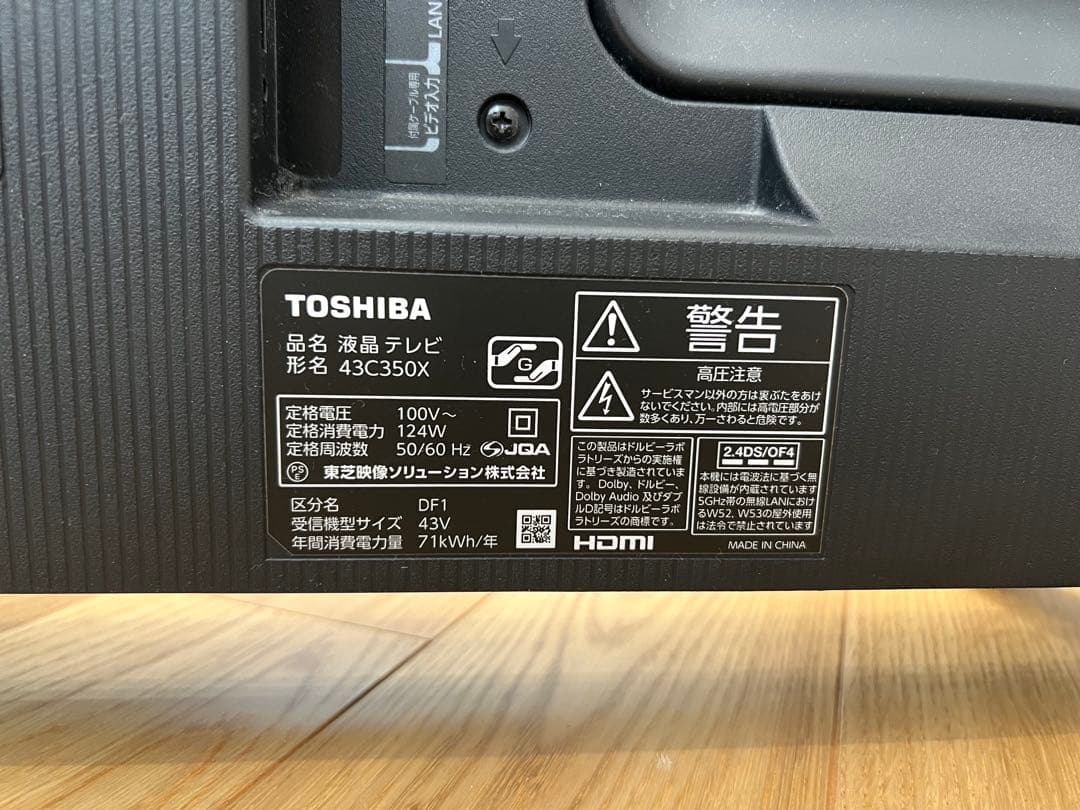 LAN
付属ケーブル専用
ビデオ入力
TOSHIBA
品名 液晶テレビ
形名 43C350X
G
定格電圧 100V～
定格消費電力 124W
定格周波数 50/60 Hz JQA
PS
E
東芝映像ソリューション株式会社
区分名 DF1
受信機型サイズ 43V
年間消費電力量 71kWh/年
警告
高圧注意
サービスマン以外の方は裏ぶたをあけ
ないでください。内部には高電圧部分が
数多くあり、万一さわると危険です。
この製品はドルビーラボ
ラトリーズからの実施権
に基づき製造されていま
す。Dolby、ドルビー、
Dolby Audio 及びダブ
ルD記号はドルビーラボ
ラトリーズの商標です。
2.4DS/OF4
本機には電波法に基づく無
線設備が内蔵されています
5GHz帯の無線LANにおけ
るW52、W53の屋外使用
は法令で禁止されています
HDMI
MADE IN CHINA